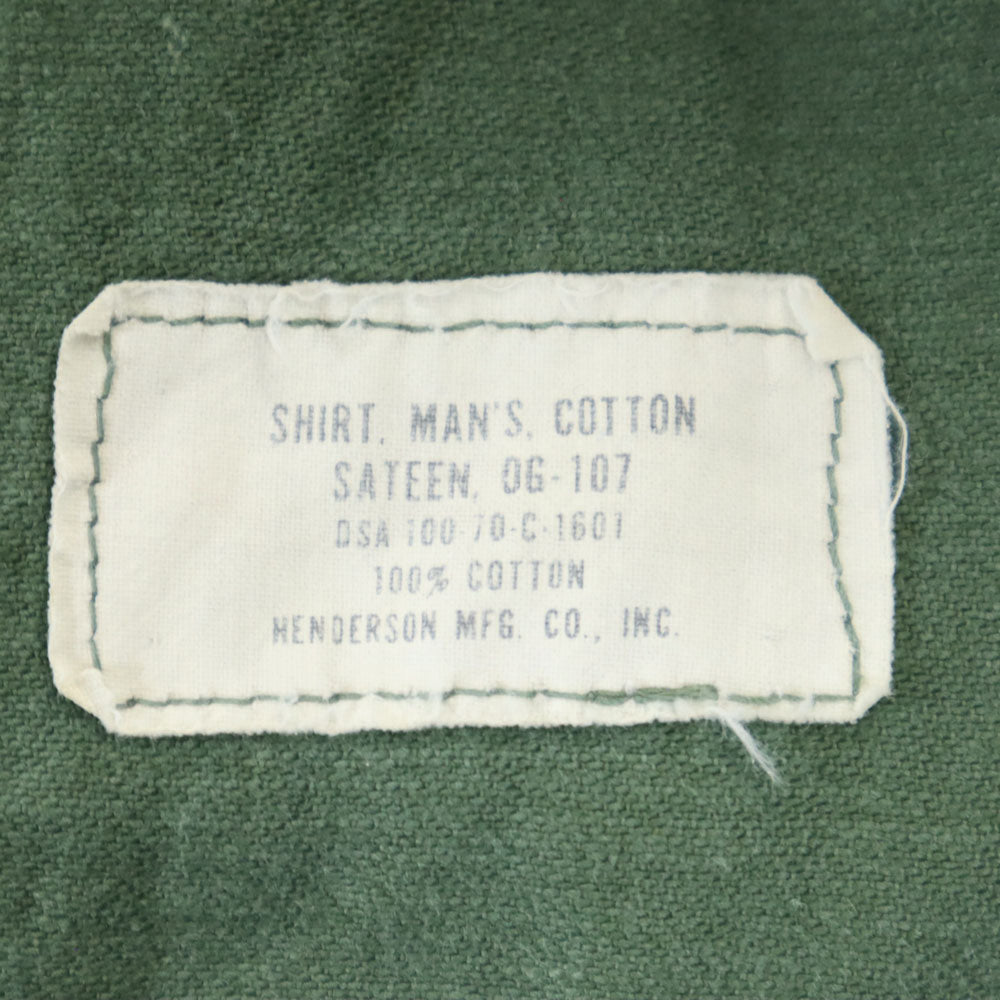 SHIRT, MAN'S, COTTON
SATEEN, OG-107
DSA 100-70-C-1601
100% COTTON
HENDERSON MFG. CO., INC.